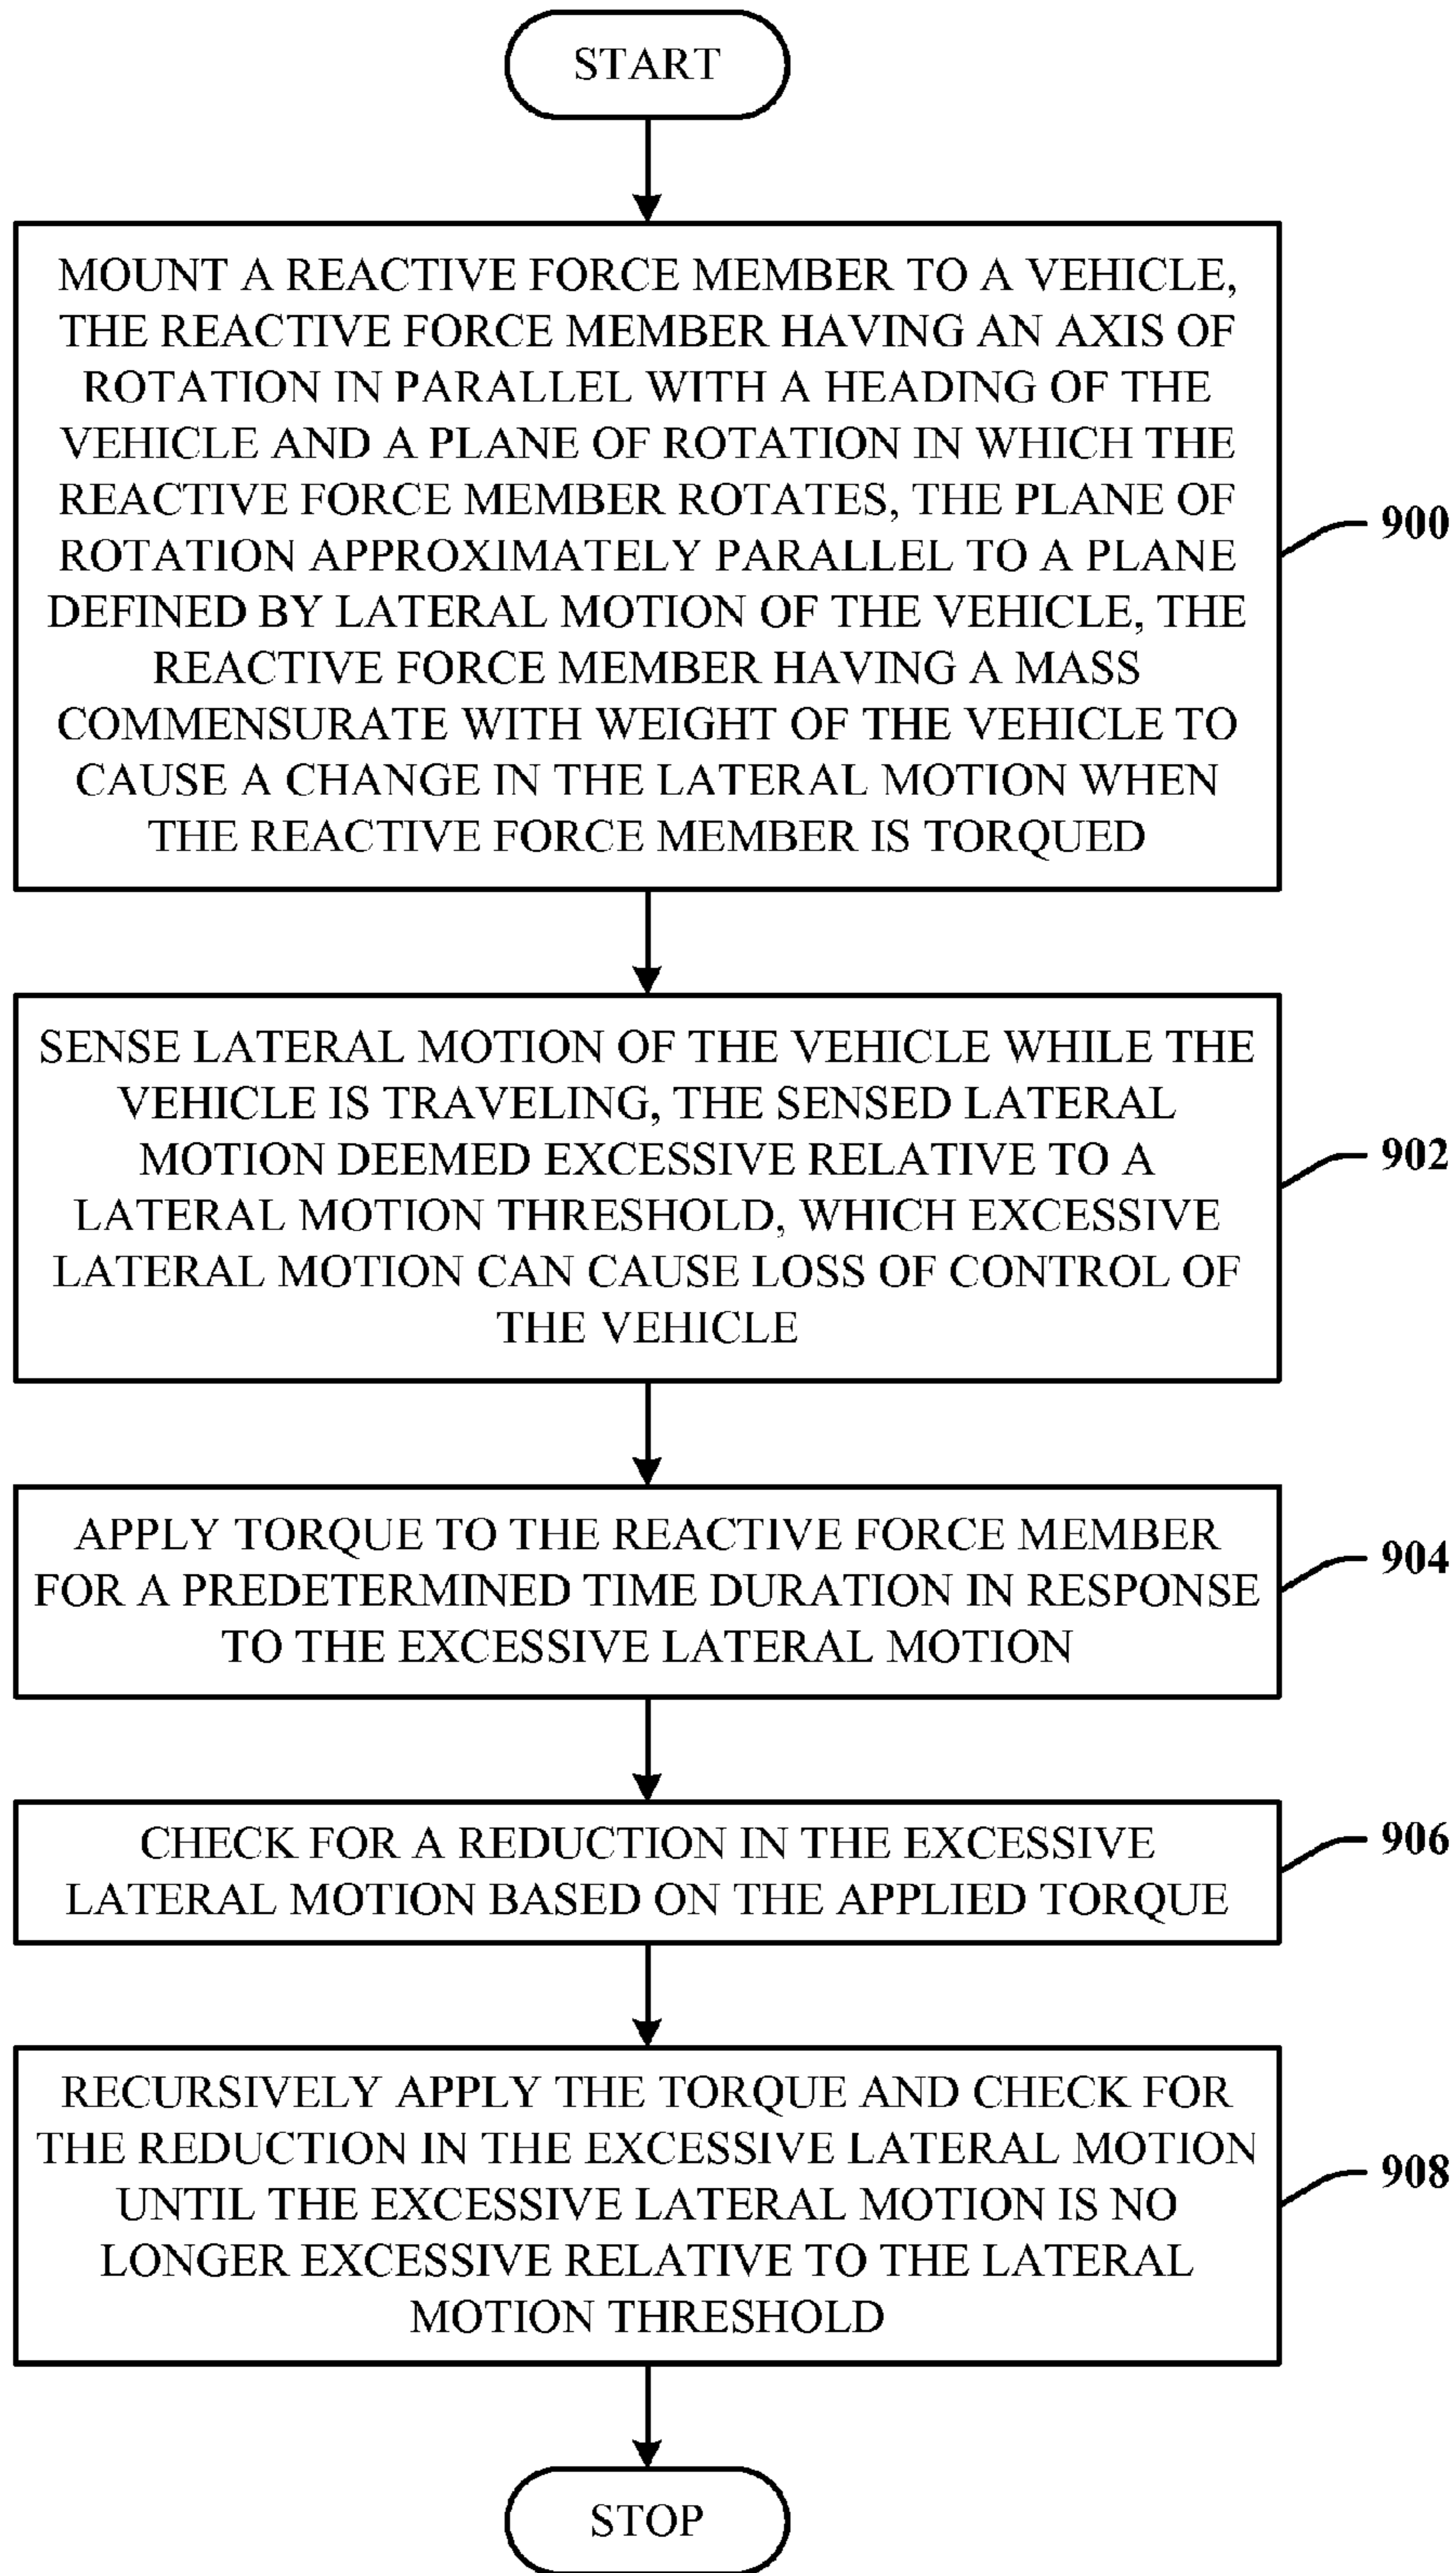 START
MOUNT A REACTIVE FORCE MEMBER TO A VEHICLE,
THE REACTIVE FORCE MEMBER HAVING AN AXIS OF
ROTATION IN PARALLEL WITH A HEADING OF THE
VEHICLE AND A PLANE OF ROTATION IN WHICH THE
REACTIVE FORCE MEMBER ROTATES, THE PLANE OF
ROTATION APPROXIMATELY PARALLEL TO A PLANE
DEFINED BY LATERAL MOTION OF THE VEHICLE, THE
REACTIVE FORCE MEMBER HAVING A MASS
COMMENSURATE WITH WEIGHT OF THE VEHICLE TO
CAUSE A CHANGE IN THE LATERAL MOTION WHEN
THE REACTIVE FORCE MEMBER IS TORQUED
900
SENSE LATERAL MOTION OF THE VEHICLE WHILE THE
VEHICLE IS TRAVELING, THE SENSED LATERAL
MOTION DEEMED EXCESSIVE RELATIVE TO A
LATERAL MOTION THRESHOLD, WHICH EXCESSIVE
LATERAL MOTION CAN CAUSE LOSS OF CONTROL OF
THE VEHICLE
902
APPLY TORQUE TO THE REACTIVE FORCE MEMBER
FOR A PREDETERMINED TIME DURATION IN RESPONSE
TO THE EXCESSIVE LATERAL MOTION
904
CHECK FOR A REDUCTION IN THE EXCESSIVE
LATERAL MOTION BASED ON THE APPLIED TORQUE
906
RECURSIVELY APPLY THE TORQUE AND CHECK FOR
THE REDUCTION IN THE EXCESSIVE LATERAL MOTION
UNTIL THE EXCESSIVE LATERAL MOTION IS NO
LONGER EXCESSIVE RELATIVE TO THE LATERAL
MOTION THRESHOLD
908
STOP